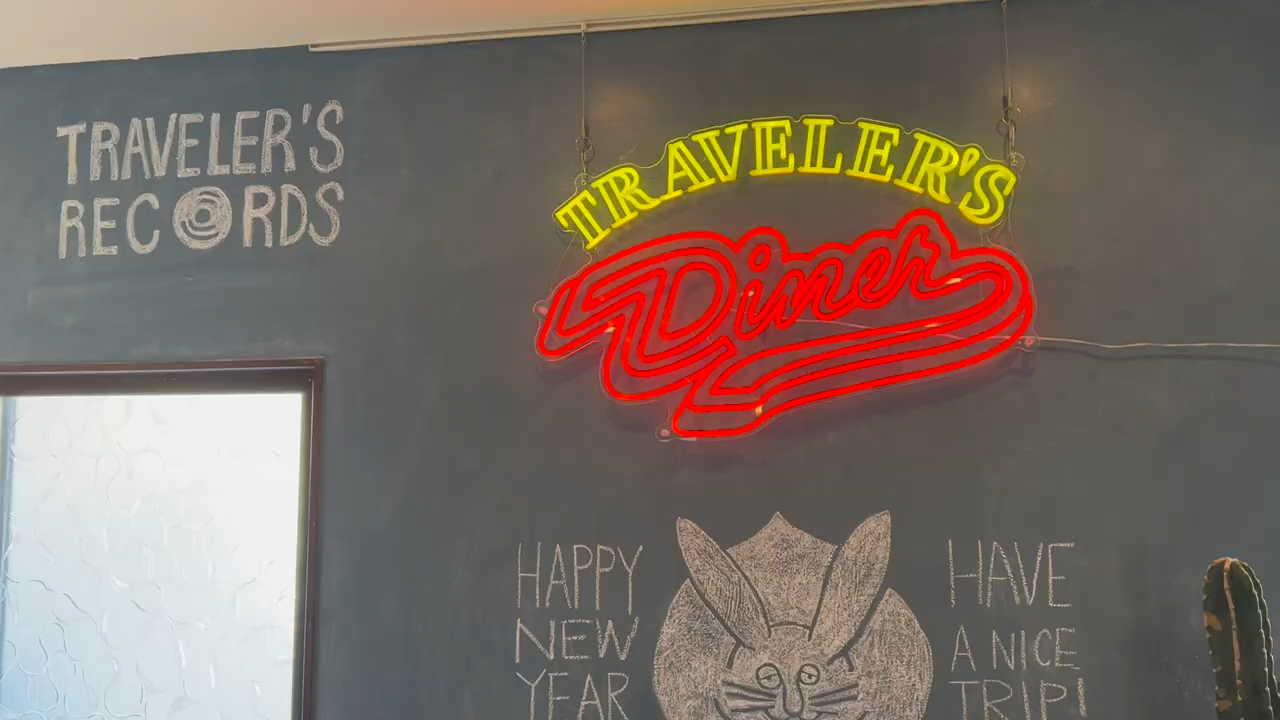 TRAVELER'S
RECORDS
TRAVELER'S
Diner
HAPPY
NEW
YEAR
HAVE
A NICE
TRIP!